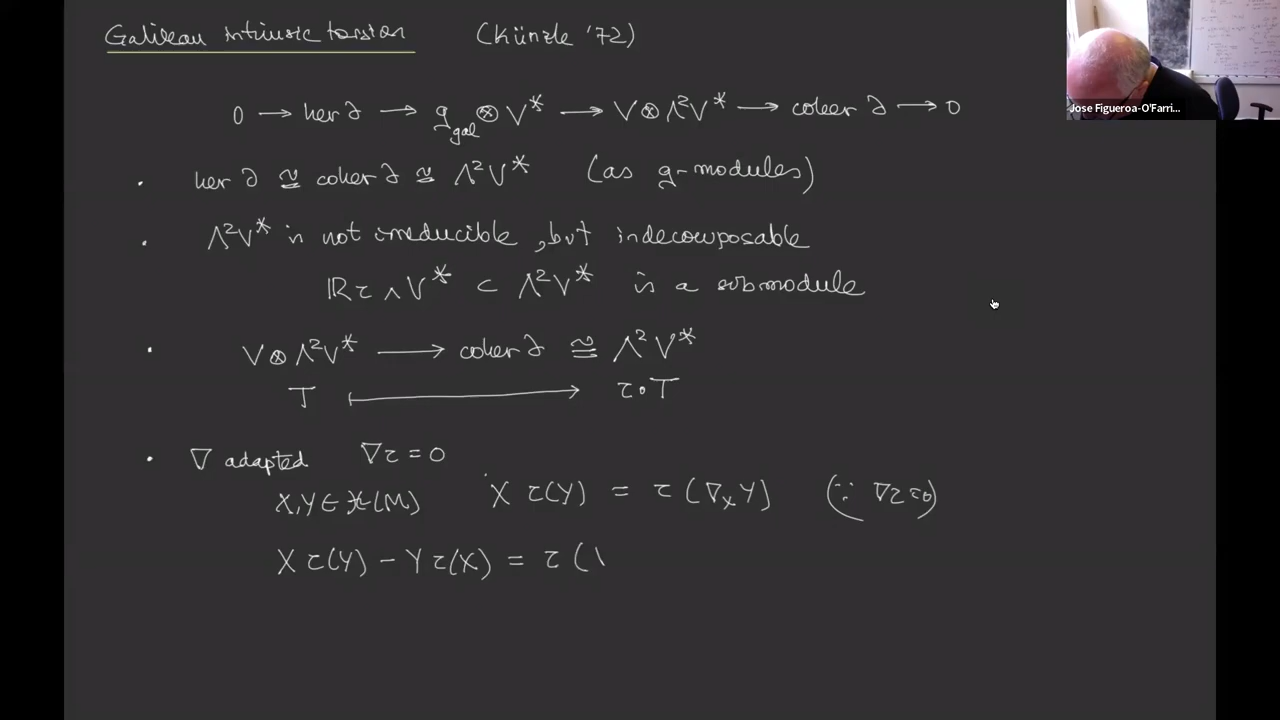 Galilean intrinsic torsion (Künzle '72)
0 → ker ∂ → g_gal ⊗ V* → V ⊗ Λ²V* → coker ∂ → 0
· ker ∂ ≅ coker ∂ ≅ Λ²V* (as g-modules)
· Λ²V* is not irreducible, but indecomposable
ℝτ ∧ V* ⊂ Λ²V* is a submodule
· V ⊗ Λ²V* → coker ∂ ≅ Λ²V*
T ↦ τ∘T
· ∇ adapted ∇τ = 0
X,Y ∈ 𝔛(M) X τ(Y) = τ(∇_X Y) (∵ ∇τ=0)
X τ(Y) − Y τ(X) = τ (
Jose Figueroa-O'Farri...